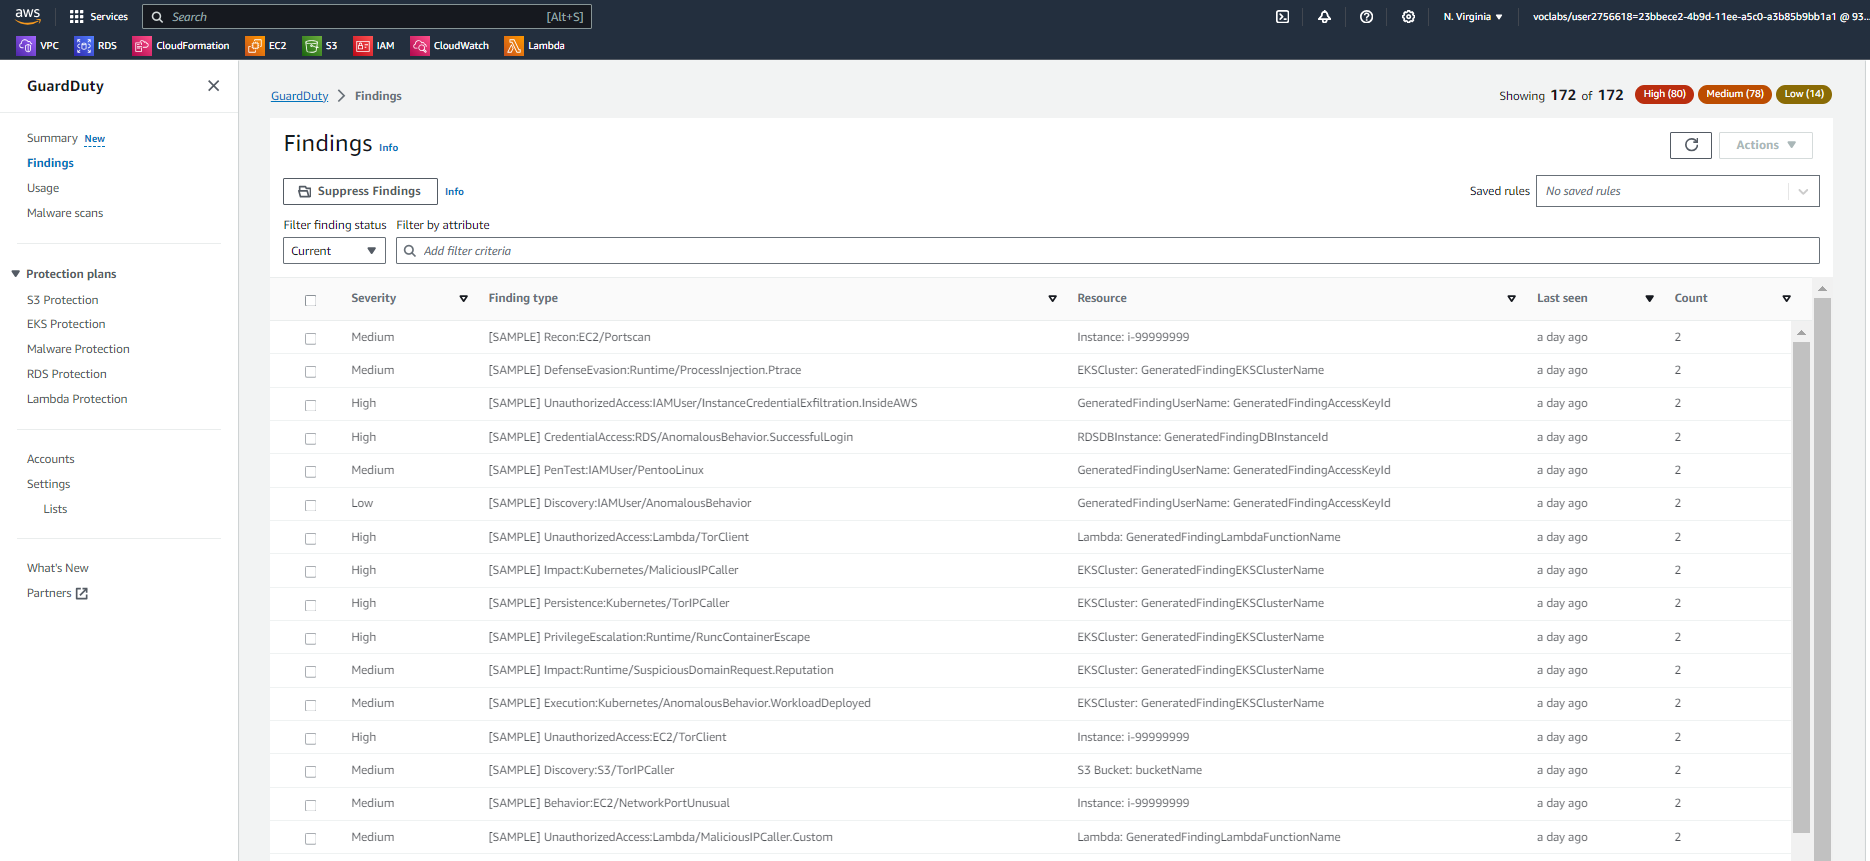 aws
Services
Search [Alt+S]
N. Virginia
voclabs/user2756618=23bbece2-4b9d-11ee-a5c0-a3b85b9bb1a1 @ 93...
VPC RDS CloudFormation EC2 S3 IAM CloudWatch Lambda
GuardDuty
Summary New
Findings
Usage
Malware scans
Protection plans
S3 Protection
EKS Protection
Malware Protection
RDS Protection
Lambda Protection
Accounts
Settings
Lists
What's New
Partners
GuardDuty > Findings
Showing 172 of 172 High (80) Medium (78) Low (14)
Findings Info
Actions
Suppress Findings Info
Saved rules No saved rules
Filter finding status Filter by attribute
Current Add filter criteria
Severity Finding type Resource Last seen Count
Medium [SAMPLE] Recon:EC2/Portscan Instance: i-99999999 a day ago 2
Medium [SAMPLE] DefenseEvasion:Runtime/ProcessInjection.Ptrace EKSCluster: GeneratedFindingEKSClusterName a day ago 2
High [SAMPLE] UnauthorizedAccess:IAMUser/InstanceCredentialExfiltration.InsideAWS GeneratedFindingUserName: GeneratedFindingAccessKeyId a day ago 2
High [SAMPLE] CredentialAccess:RDS/AnomalousBehavior.SuccessfulLogin RDSDBInstance: GeneratedFindingDBInstanceId a day ago 2
Medium [SAMPLE] PenTest:IAMUser/PentooLinux GeneratedFindingUserName: GeneratedFindingAccessKeyId a day ago 2
Low [SAMPLE] Discovery:IAMUser/AnomalousBehavior GeneratedFindingUserName: GeneratedFindingAccessKeyId a day ago 2
High [SAMPLE] UnauthorizedAccess:Lambda/TorClient Lambda: GeneratedFindingLambdaFunctionName a day ago 2
High [SAMPLE] Impact:Kubernetes/MaliciousIPCaller EKSCluster: GeneratedFindingEKSClusterName a day ago 2
High [SAMPLE] Persistence:Kubernetes/TorIPCaller EKSCluster: GeneratedFindingEKSClusterName a day ago 2
High [SAMPLE] PrivilegeEscalation:Runtime/RuncContainerEscape EKSCluster: GeneratedFindingEKSClusterName a day ago 2
Medium [SAMPLE] Impact:Runtime/SuspiciousDomainRequest.Reputation EKSCluster: GeneratedFindingEKSClusterName a day ago 2
Medium [SAMPLE] Execution:Kubernetes/AnomalousBehavior.WorkloadDeployed EKSCluster: GeneratedFindingEKSClusterName a day ago 2
High [SAMPLE] UnauthorizedAccess:EC2/TorClient Instance: i-99999999 a day ago 2
Medium [SAMPLE] Discovery:S3/TorIPCaller S3 Bucket: bucketName a day ago 2
Medium [SAMPLE] Behavior:EC2/NetworkPortUnusual Instance: i-99999999 a day ago 2
Medium [SAMPLE] UnauthorizedAccess:Lambda/MaliciousIPCaller.Custom Lambda: GeneratedFindingLambdaFunctionName a day ago 2